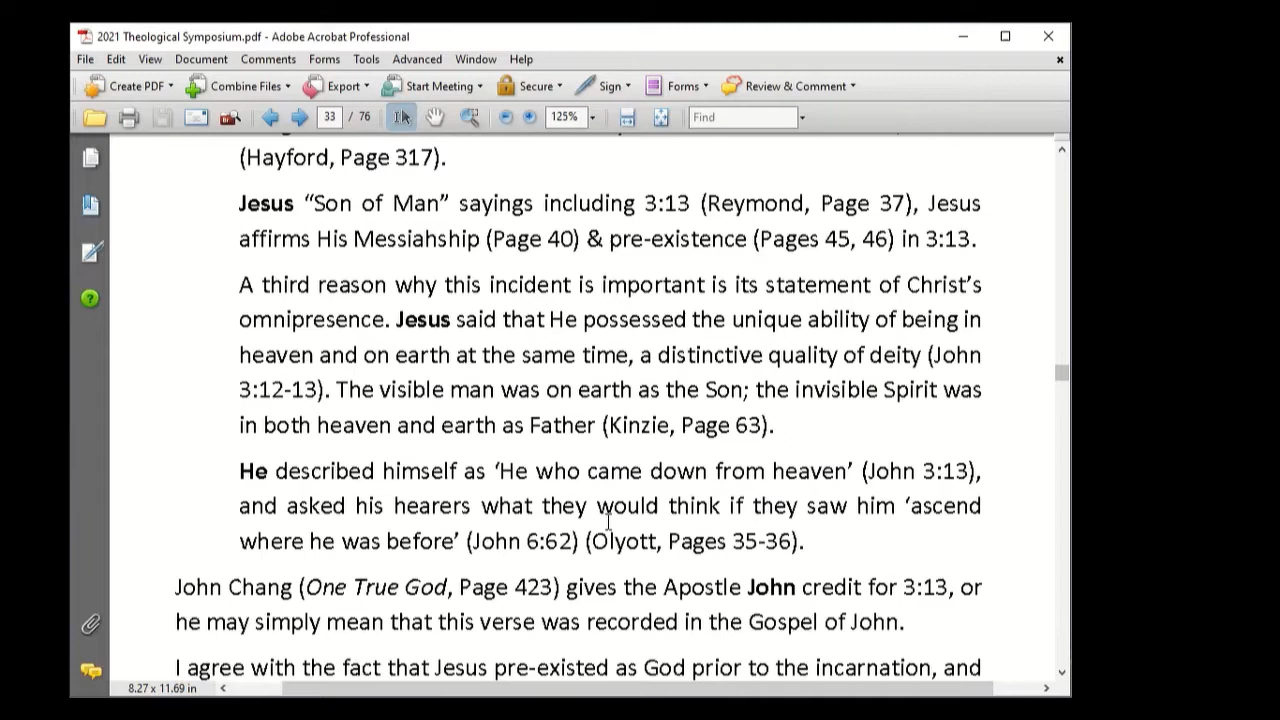 2021 Theological Symposium.pdf - Adobe Acrobat Professional
File Edit View Document Comments Forms Tools Advanced Window Help
Create PDF Combine Files Export Start Meeting Secure Sign Forms Review & Comment
33 / 76 125% Find
(Hayford, Page 317).
Jesus “Son of Man” sayings including 3:13 (Reymond, Page 37), Jesus
affirms His Messiahship (Page 40) & pre-existence (Pages 45, 46) in 3:13.
A third reason why this incident is important is its statement of Christ’s
omnipresence. Jesus said that He possessed the unique ability of being in
heaven and on earth at the same time, a distinctive quality of deity (John
3:12-13). The visible man was on earth as the Son; the invisible Spirit was
in both heaven and earth as Father (Kinzie, Page 63).
He described himself as ‘He who came down from heaven’ (John 3:13),
and asked his hearers what they would think if they saw him ‘ascend
where he was before’ (John 6:62) (Olyott, Pages 35-36).
John Chang (One True God, Page 423) gives the Apostle John credit for 3:13, or
he may simply mean that this verse was recorded in the Gospel of John.
I agree with the fact that Jesus pre-existed as God prior to the incarnation, and
8.27 x 11.69 in